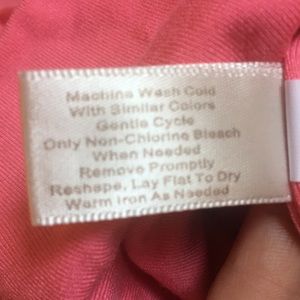 Machine Wash Cold
With Similar Colors
Gentle Cycle
Only Non-Chlorine Bleach
When Needed
Remove Promptly
Reshape, Lay Flat To Dry
Warm Iron As Needed